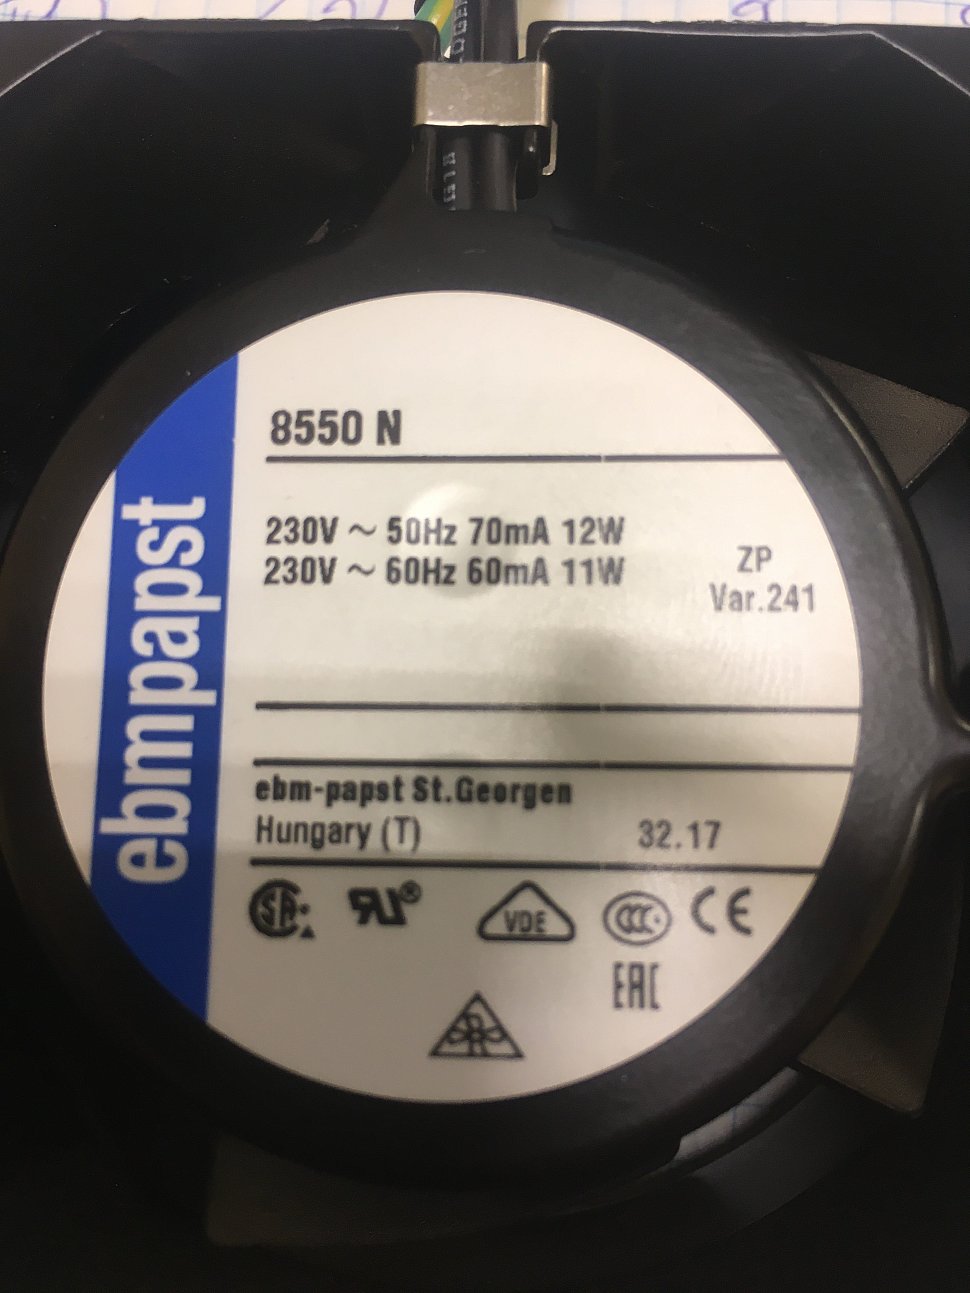 8550 N
230V ~ 50Hz 70mA 12W
230V ~ 60Hz 60mA 11W
ZP
Var.241
ebmpapst
ebm-papst St.Georgen
Hungary (T)
32.17
VDE
CCC
CE
EAC